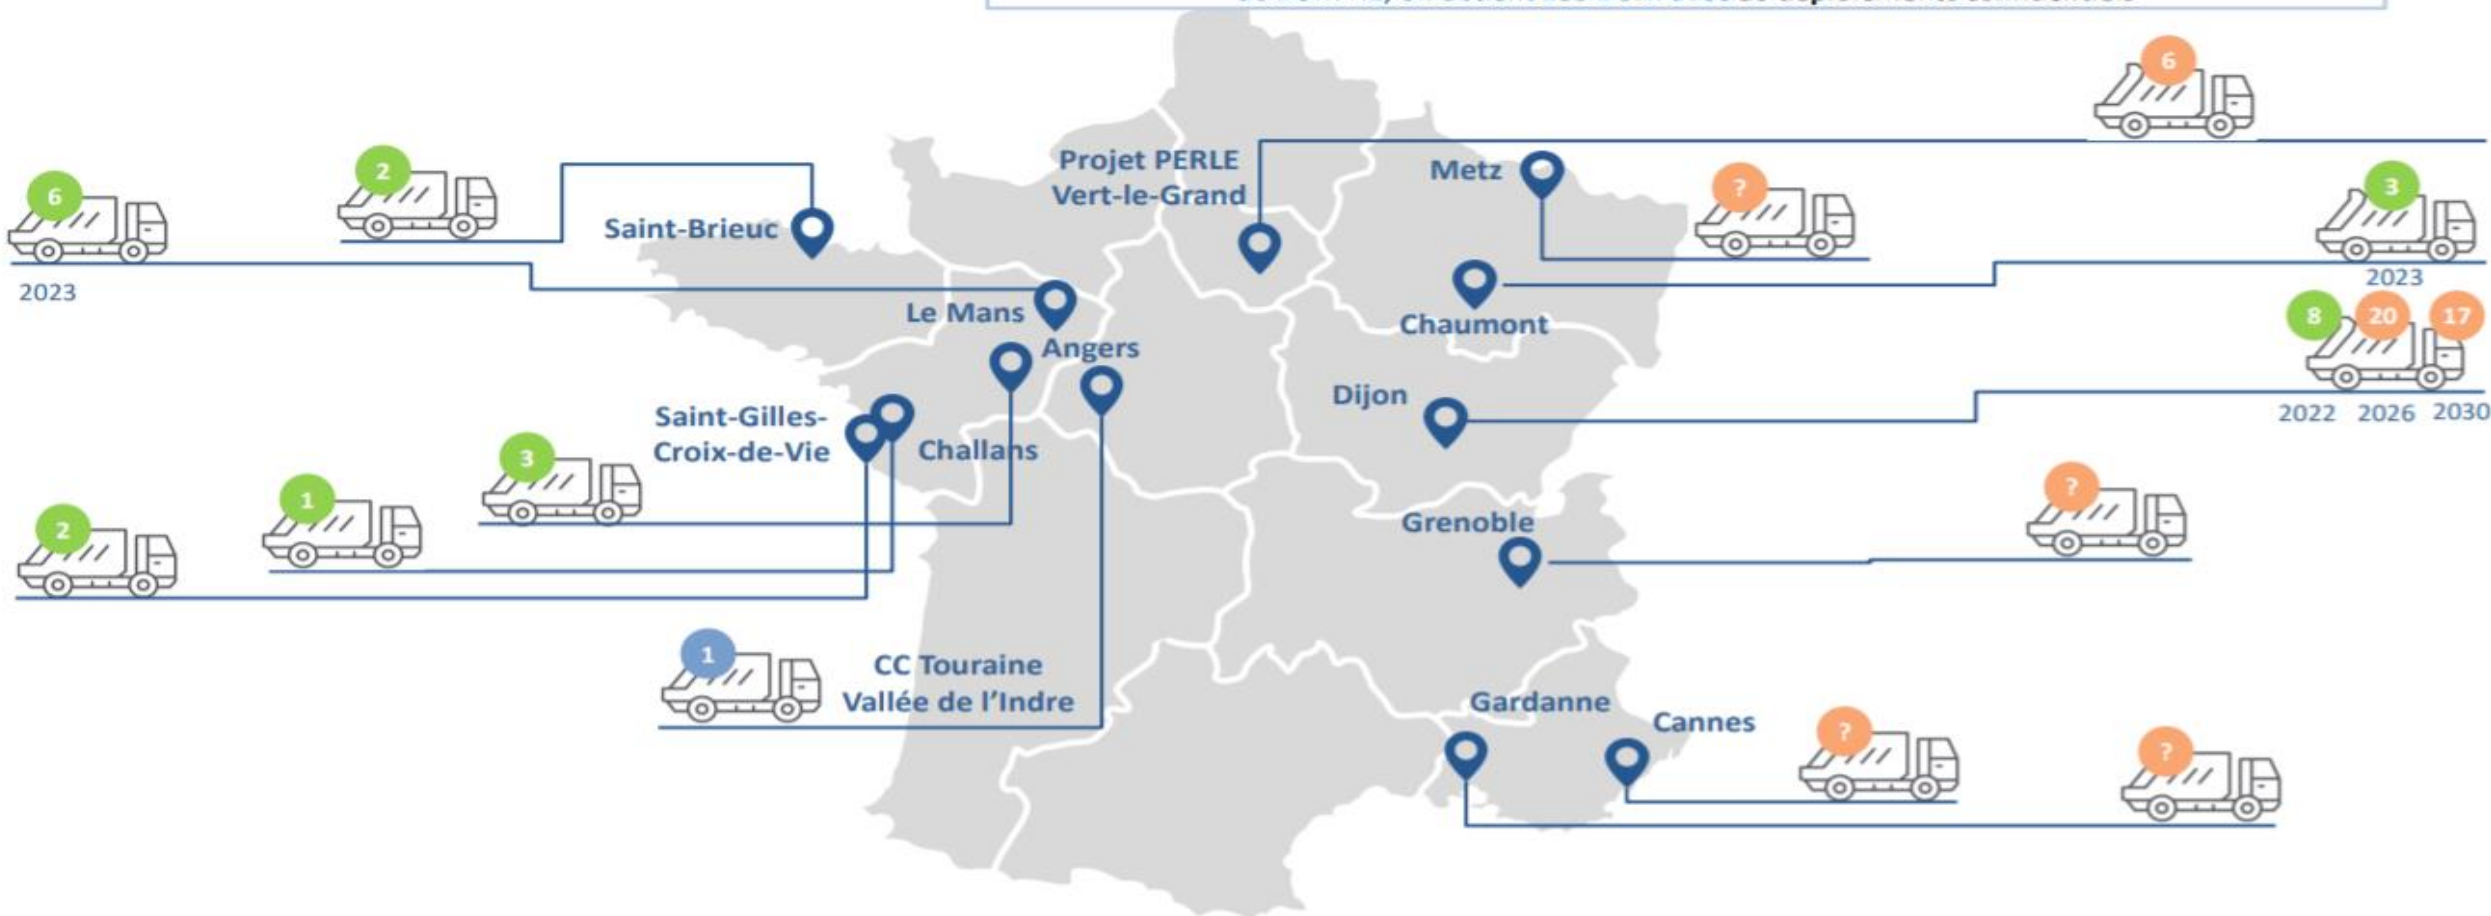 6
Projet PERLE
Vert-le-Grand
Metz
?
3
2023
2
6
2023
Saint-Brieuc
Le Mans
Angers
Chaumont
8
20
17
2022
2026
2030
Dijon
Saint-Gilles-
Croix-de-Vie
Challans
3
1
2
Grenoble
?
1
CC Touraine
Vallée de l’Indre
Gardanne
Cannes
?
?